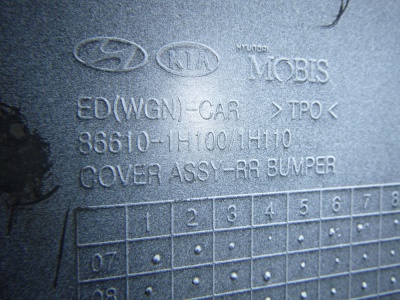 KIA HYUNDAI MOBIS
ED(WGN)-CAR >TPO<
86610-1H100/1H110
COVER ASSY-RR BUMPER
1 2 3 4 5 6 7 8
07
08